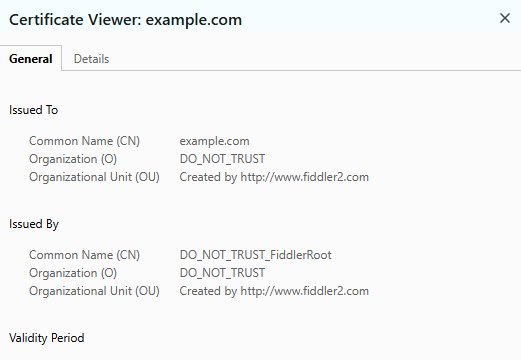 Certificate Viewer: example.com
General Details
Issued To
Common Name (CN) example.com
Organization (O) DO_NOT_TRUST
Organizational Unit (OU) Created by http://www.fiddler2.com
Issued By
Common Name (CN) DO_NOT_TRUST_FiddlerRoot
Organization (O) DO_NOT_TRUST
Organizational Unit (OU) Created by http://www.fiddler2.com
Validity Period